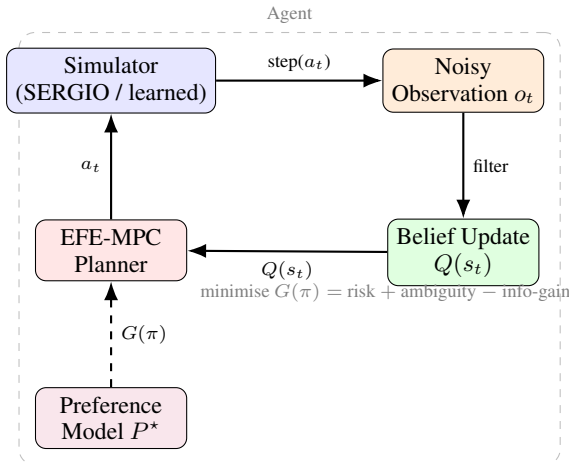 Agent
Simulator
(SERGIO / learned)
step(a_t)
Noisy
Observation o_t
a_t
filter
EFE-MPC
Planner
Belief Update
Q(s_t)
Q(s_t)
minimise G(π) = risk + ambiguity − info-gain
G(π)
Preference
Model P⋆